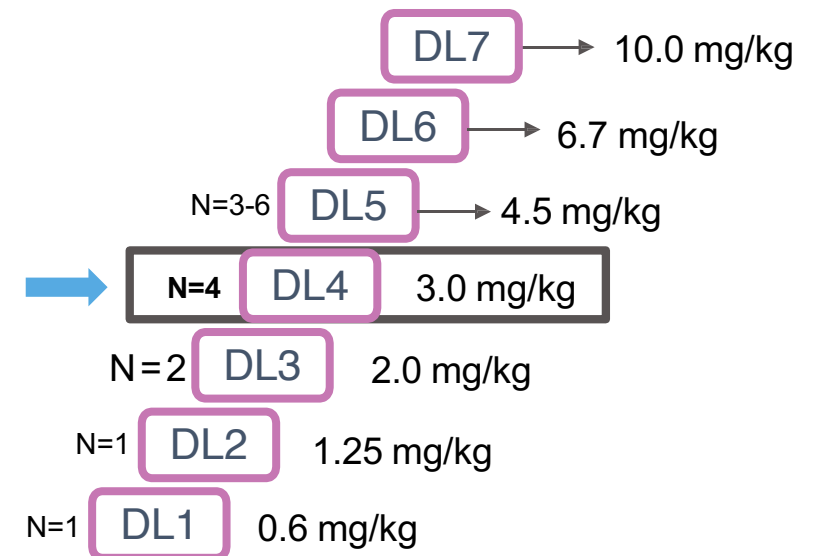 DL7 10.0 mg/kg
DL6 6.7 mg/kg
N=3-6 DL5 4.5 mg/kg
N=4 DL4 3.0 mg/kg
N=2 DL3 2.0 mg/kg
N=1 DL2 1.25 mg/kg
N=1 DL1 0.6 mg/kg